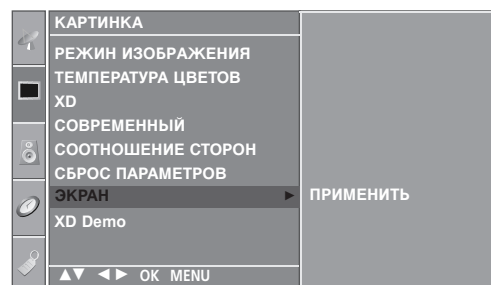 КАРТИНКА
РЕЖИН ИЗОБРАЖЕНИЯ
ТЕМПЕРАТУРА ЦВЕТОВ
XD
СОВРЕМЕННЫЙ
СООТНОШЕНИЕ СТОРОН
СБРОС ПАРАМЕТРОВ
ЭКРАН ► ПРИМЕНИТЬ
XD Demo
▲▼ ◄► OK MENU